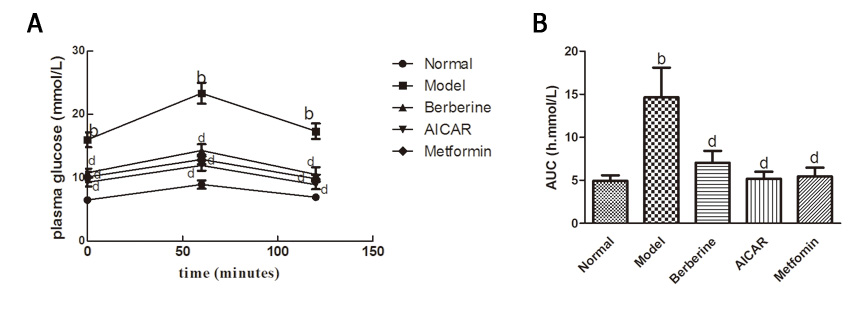 A
plasma glucose (mmol/L)
30
20
10
0
b
b
b
d
d
d
d
d
d
d
d
d
0
50
100
150
time (minutes)
Normal
Model
Berberine
AICAR
Metformin
B
AUC (h.mmol/L)
20
15
10
5
0
b
d
d
d
Normal
Model
Berberine
AICAR
Metfomin